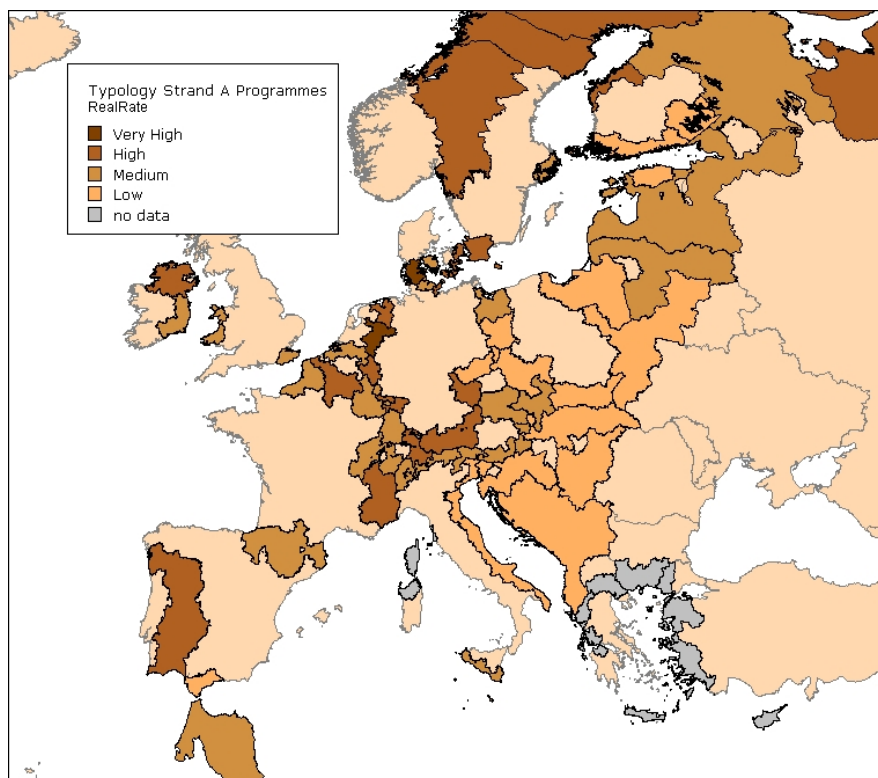 Typology Strand A Programmes
RealRate
Very High
High
Medium
Low
no data